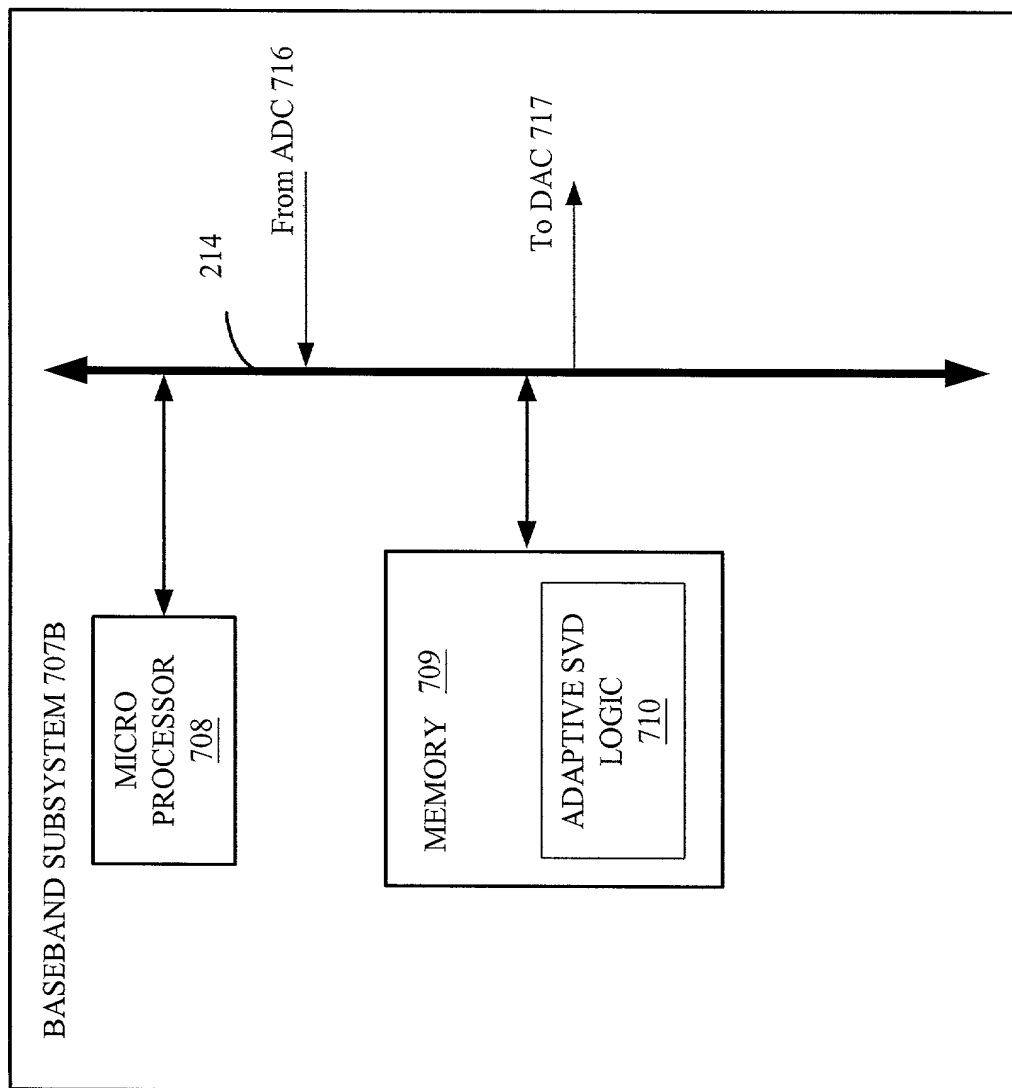 BASEBAND SUBSYSTEM 707B
MICRO
PROCESSOR
708
214
From ADC 716
MEMORY 709
ADAPTIVE SVD
LOGIC
710
To DAC 717